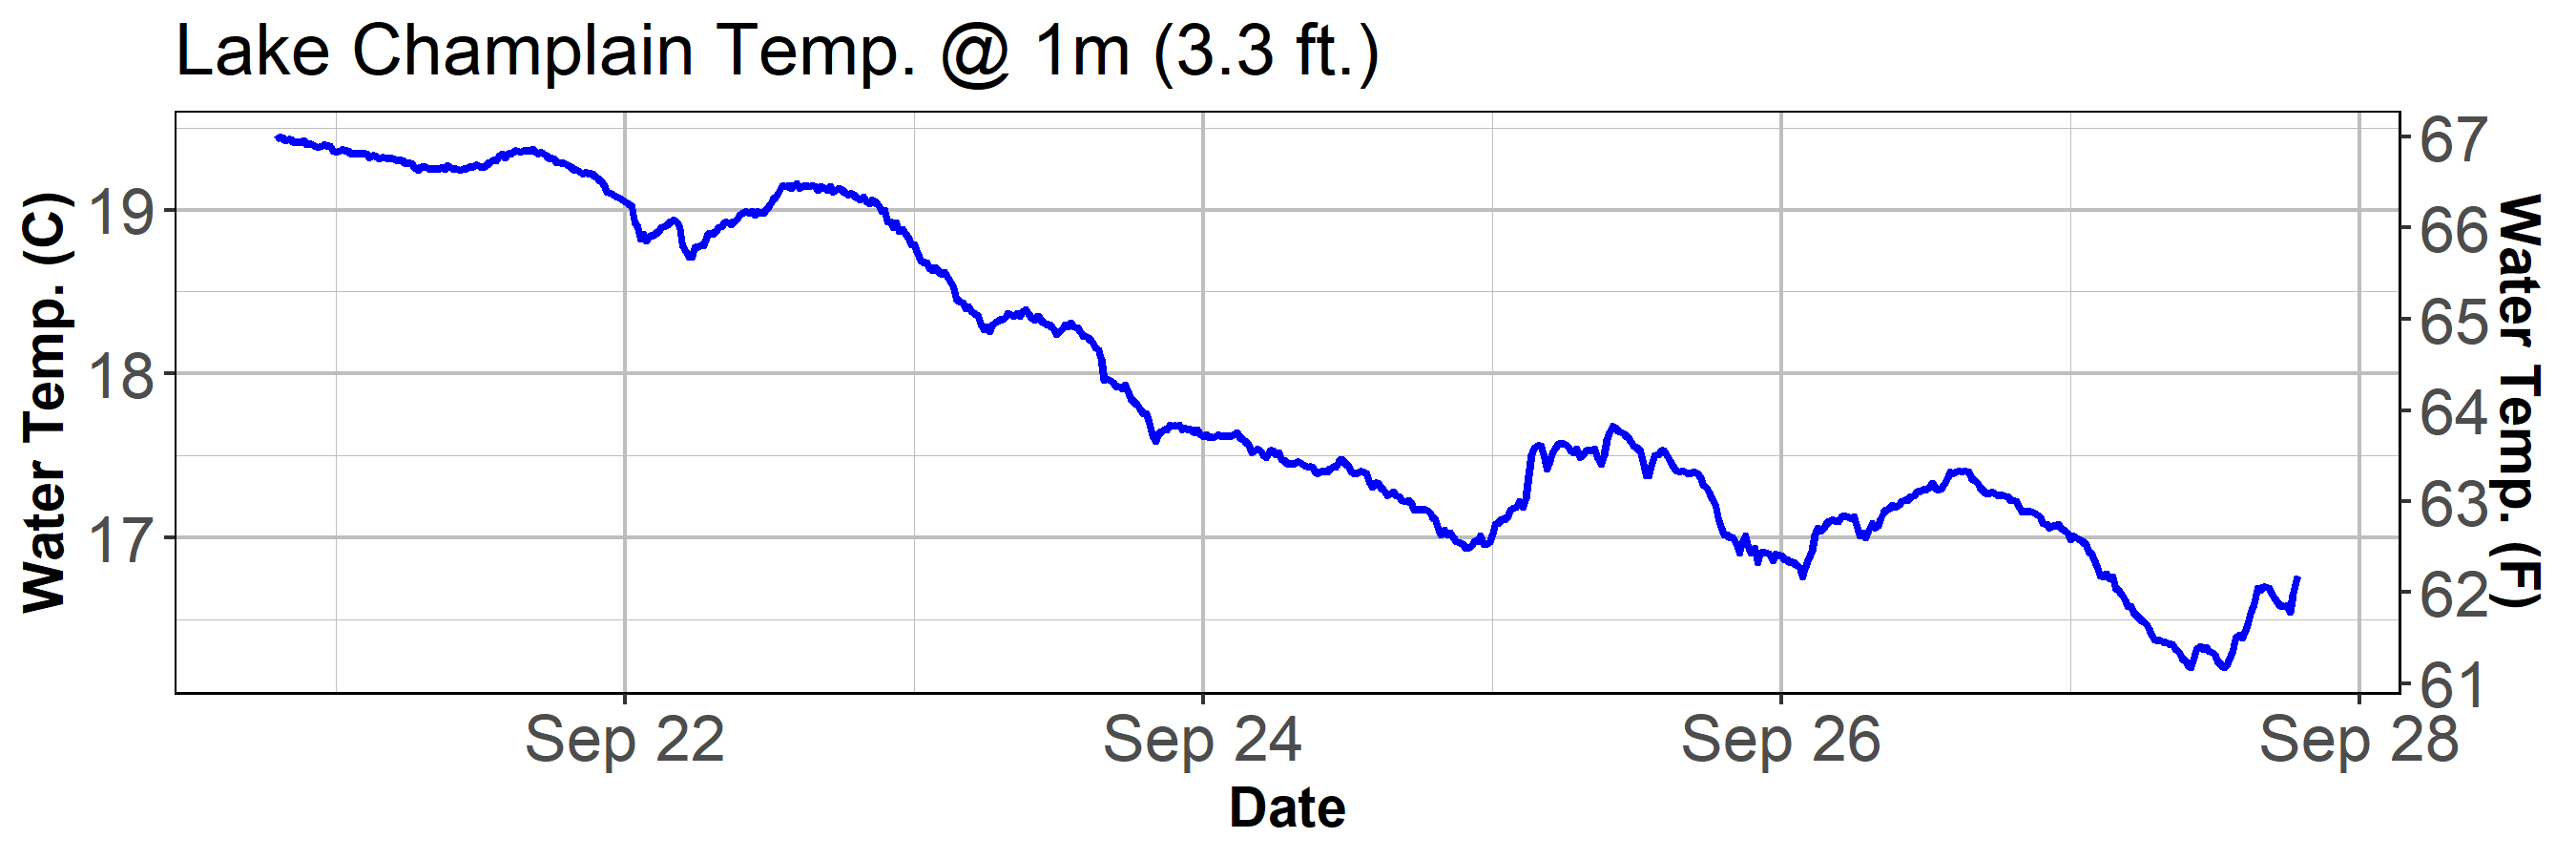 Lake Champlain Temp. @ 1m (3.3 ft.)
Water Temp. (C)
19
18
17
67
66
65
64
63
62
61
Water Temp. (F)
Sep 22
Sep 24
Sep 26
Sep 28
Date